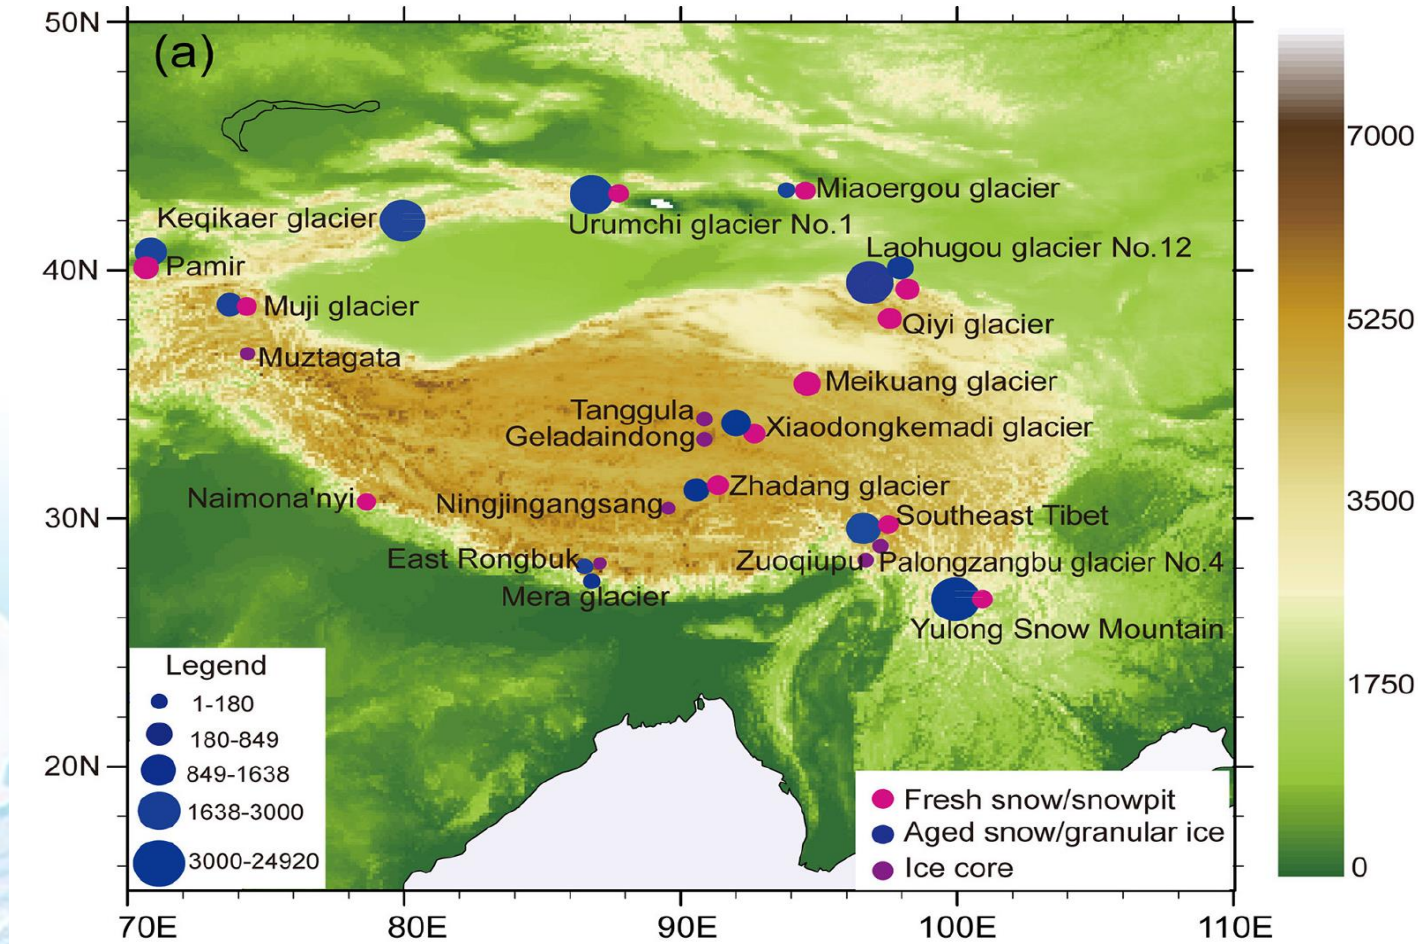 (a)
50N
40N
30N
20N
70E
80E
90E
100E
110E
Miaoergou glacier
Keqikaer glacier
Urumchi glacier No.1
Laohugou glacier No.12
Pamir
Muji glacier
Qiyi glacier
Muztagata
Meikuang glacier
Tanggula
Xiaodongkemadi glacier
Geladaindong
Zhadang glacier
Naimona'nyi
Ningjingangsang
Southeast Tibet
East Rongbuk
Zuoqiupu
Palongzangbu glacier No.4
Mera glacier
Yulong Snow Mountain
Legend
1-180
180-849
849-1638
1638-3000
3000-24920
Fresh snow/snowpit
Aged snow/granular ice
Ice core
7000
5250
3500
1750
0